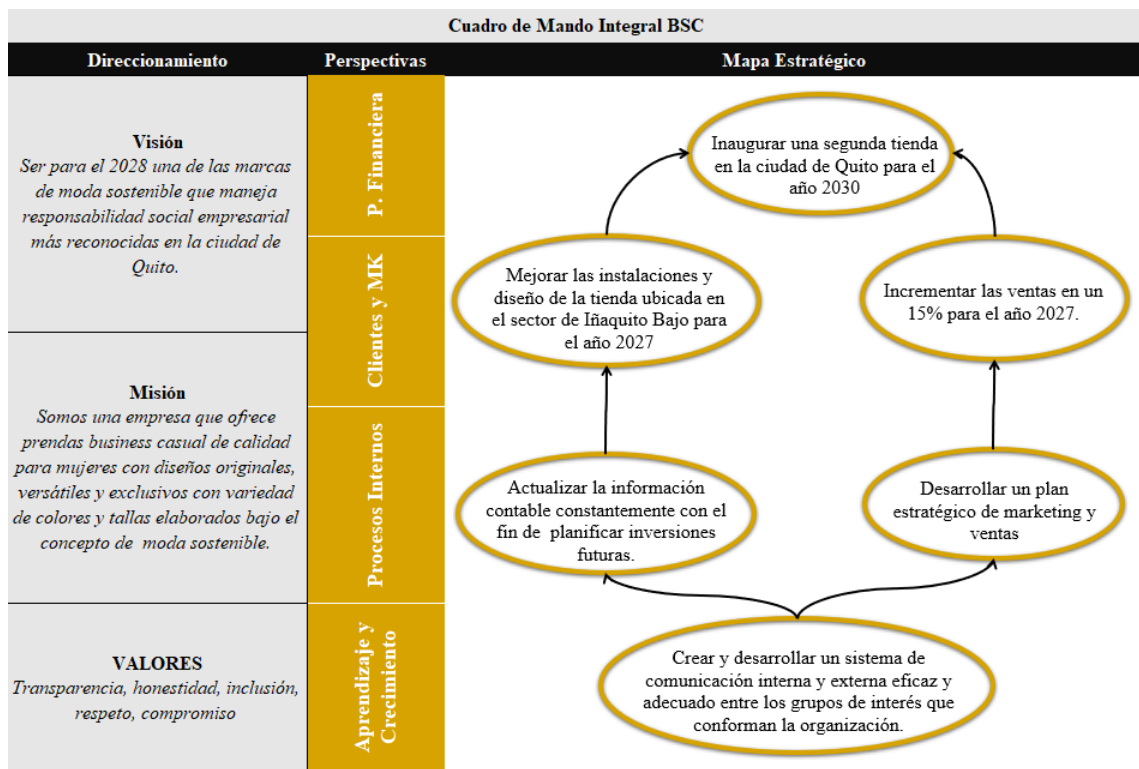 Cuadro de Mando Integral BSC
Direccionamiento
Perspectivas
Mapa Estratégico
Visión
Ser para el 2028 una de las marcas
de moda sostenible que maneja
responsabilidad social empresarial
más reconocidas en la ciudad de
Quito.
Misión
Somos una empresa que ofrece
prendas business casual de calidad
para mujeres con diseños originales,
versátiles y exclusivos con variedad
de colores y tallas elaborados bajo el
concepto de moda sostenible.
VALORES
Transparencia, honestidad, inclusión,
respeto, compromiso
P. Financiera
Clientes y MK
Procesos Internos
Aprendizaje y
Crecimiento
Inaugurar una segunda tienda
en la ciudad de Quito para el
año 2030
Mejorar las instalaciones y
diseño de la tienda ubicada en
el sector de Iñaquito Bajo para
el año 2027
Incrementar las ventas en un
15% para el año 2027.
Actualizar la información
contable constantemente con el
fin de planificar inversiones
futuras.
Desarrollar un plan
estratégico de marketing y
ventas
Crear y desarrollar un sistema de
comunicación interna y externa eficaz y
adecuado entre los grupos de interés que
conforman la organización.